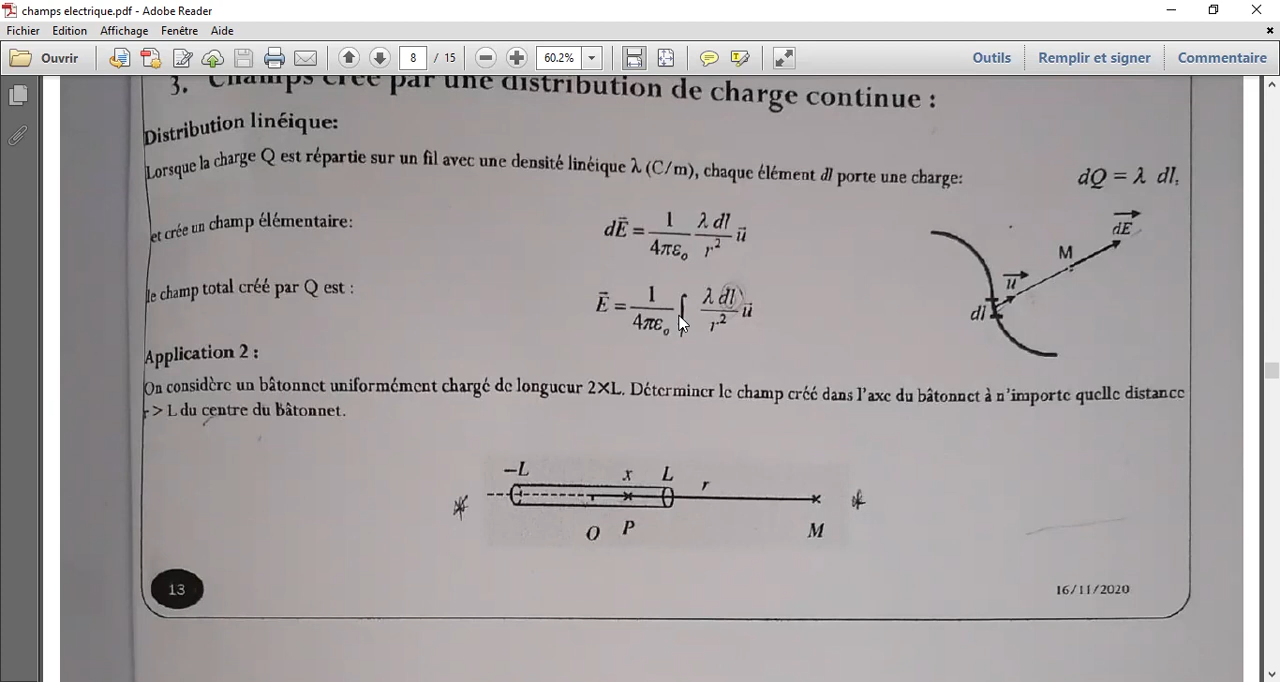 champs electrique.pdf - Adobe Reader
Fichier Edition Affichage Fenêtre Aide
Ouvrir 8 / 15 60.2% Outils Remplir et signer Commentaire
3. Champs créé par une distribution de charge continue :
Distribution linéique:
Lorsque la charge Q est répartie sur un fil avec une densité linéique λ (C/m), chaque élément dl porte une charge: dQ = λ dl,
et crée un champ élémentaire: dE⃗ = 1/4πε₀ λ dl/r² u⃗
dE⃗
M
u⃗
dl
le champ total créé par Q est : E⃗ = 1/4πε₀ ∫ λ dl/r² u⃗
Application 2 :
On considère un bâtonnet uniformément chargé de longueur 2×L. Déterminer le champ créé dans l'axe du bâtonnet à n'importe quelle distance
r > L du centre du bâtonnet.
–L x L r
O P M
13 16/11/2020